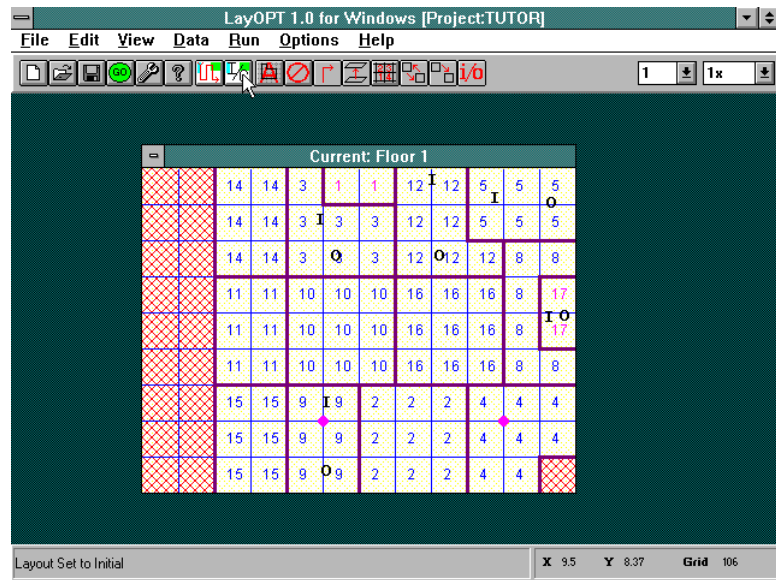 LayOPT 1.0 for Windows [Project:TUTOR]
File Edit View Data Run Options Help
GO i/o 1 1x
Current: Floor 1
14 14 3 1 1 12 I 12 5 I 5 5 O
14 14 3 I 3 3 12 12 5 5 5
14 14 3 O 3 12 O 12 12 8 8
11 11 10 10 10 16 16 16 8 17
11 11 10 10 10 16 16 16 8 I O 17
11 11 10 10 10 16 16 16 8 8
15 15 9 I 9 2 2 2 4 4 4
15 15 9 9 2 2 2 4 4 4
15 15 9 O 9 2 2 2 4 4
Layout Set to Initial X 9.5 Y 8.37 Grid 106